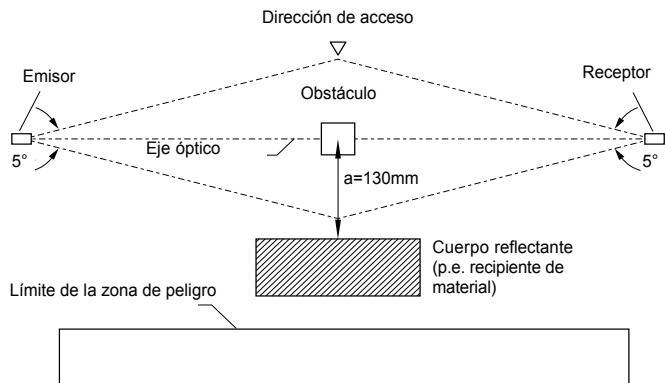 Dirección de acceso
Emisor
Receptor
Obstáculo
Eje óptico
5°
5°
a=130mm
Cuerpo reflectante
(p.e. recipiente de
material)
Límite de la zona de peligro